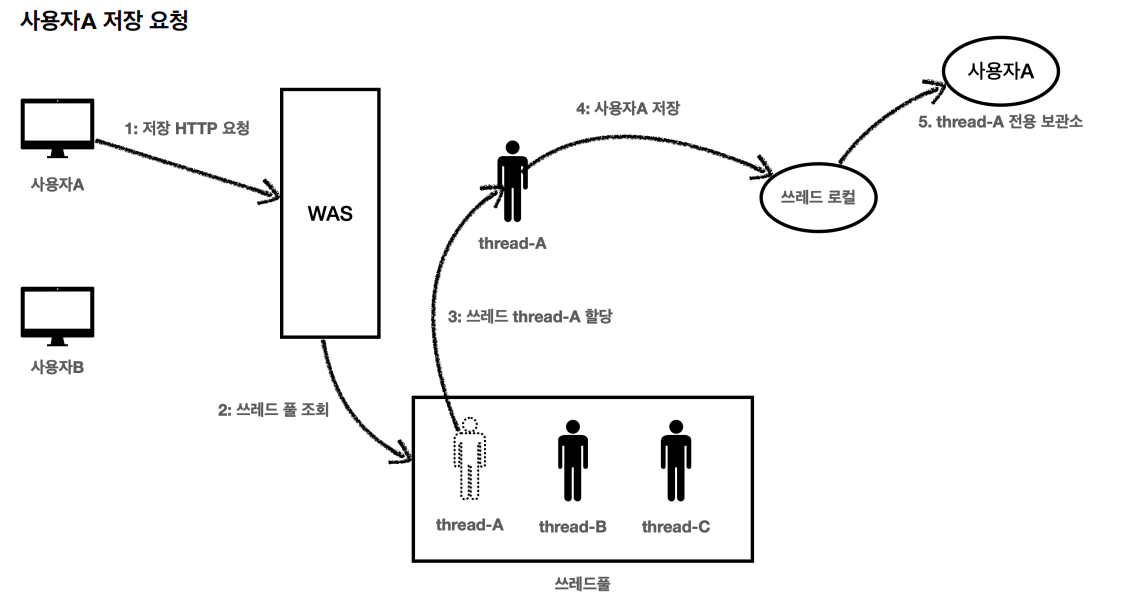 사용자A 저장 요청
사용자A
1: 저장 HTTP 요청
4: 사용자A 저장
5. thread-A 전용 보관소
사용자A
WAS
쓰레드 로컬
thread-A
3: 쓰레드 thread-A 할당
사용자B
2: 쓰레드 풀 조회
thread-A
thread-B
thread-C
쓰레드풀